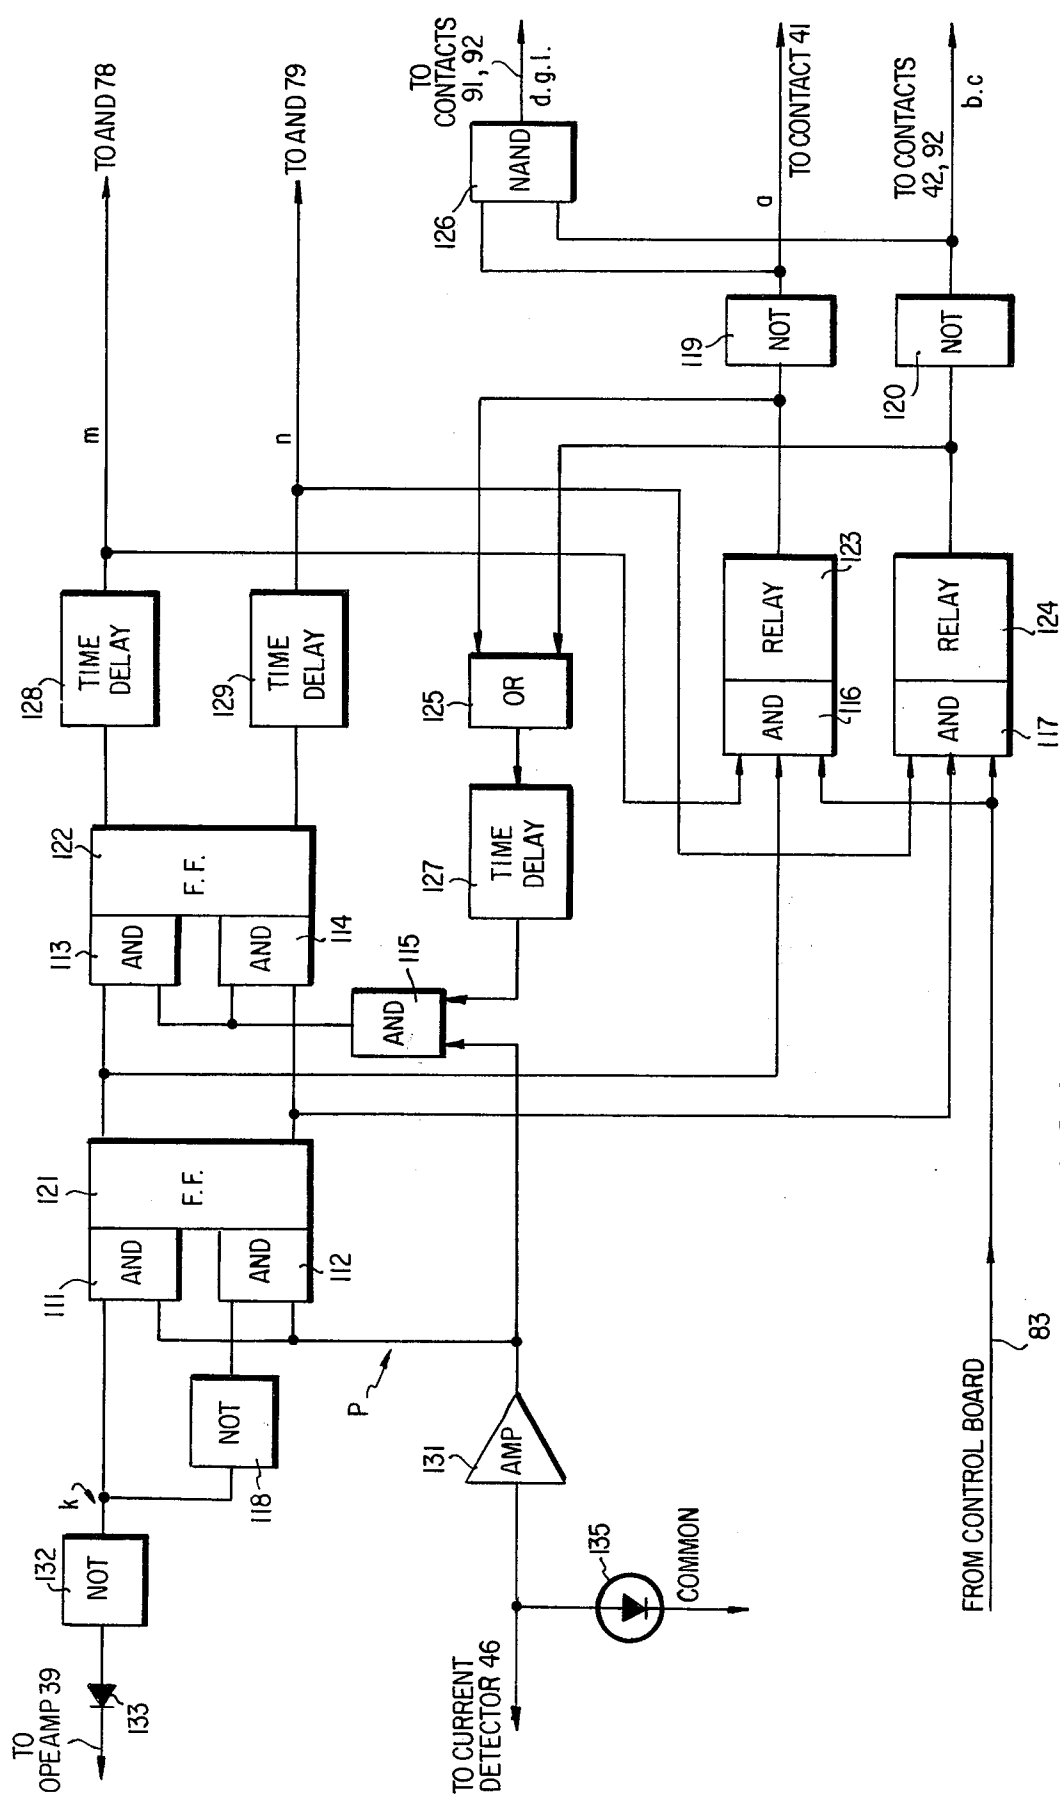 TO
OPEAMP 39
133
132
NOT
k
118
NOT
111
AND
AND
112
121
F.F.
113
AND
AND
114
122
F.F.
128
TIME
DELAY
129
TIME
DELAY
m
TO AND 78
n
TO AND 79
TO CURRENT
DETECTOR 46
135
COMMON
131
AMP
P
AND
115
127
TIME
DELAY
125
OR
126
NAND
TO
CONTACTS
91, 92
d.g.l.
AND
116
RELAY
123
119
NOT
a
TO CONTACT 41
AND
117
RELAY
124
120
NOT
TO CONTACTS
42, 92
b.c
FROM CONTROL BOARD
83